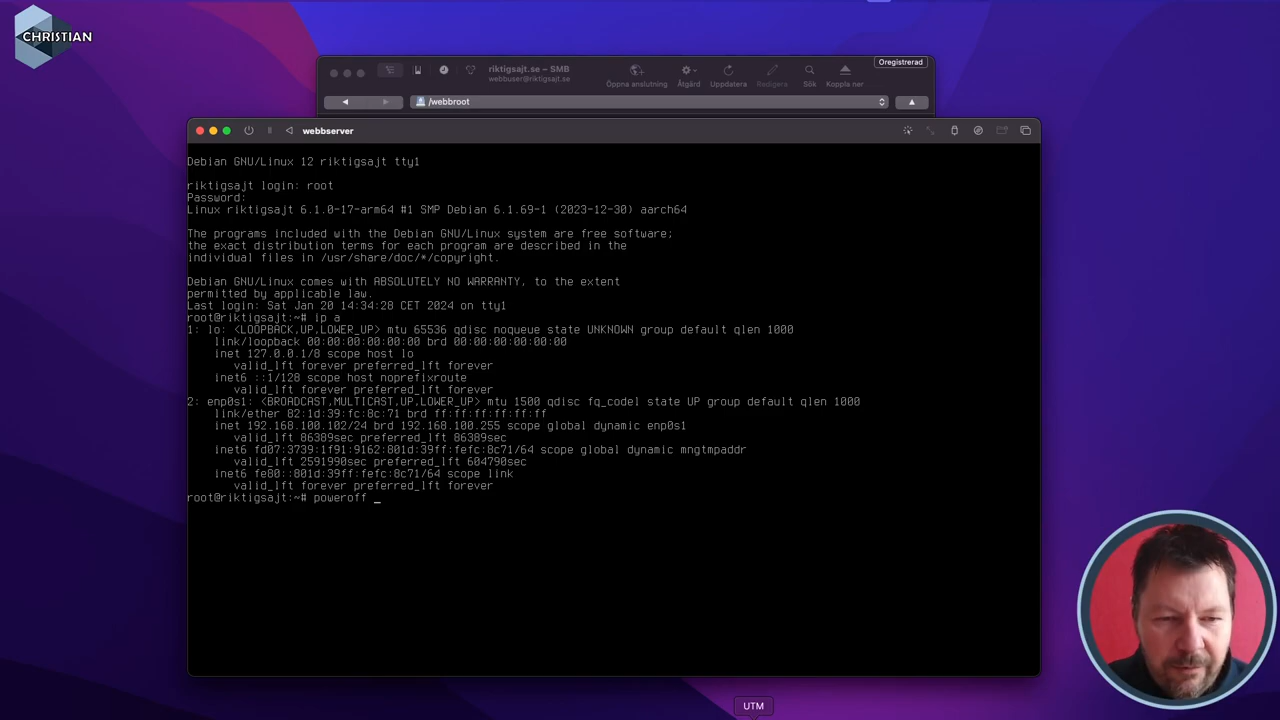 CHRISTIAN
riktigsajt.se – SMB
webbuser@riktigsajt.se
Oregistrerad
Öppna anslutning
Åtgärd
Uppdatera
Redigera
Sök
Koppla ner
/webbroot
webbserver
Debian GNU/Linux 12 riktigsajt tty1
riktigsajt login: root
Password:
Linux riktigsajt 6.1.0-17-arm64 #1 SMP Debian 6.1.69-1 (2023-12-30) aarch64
The programs included with the Debian GNU/Linux system are free software;
the exact distribution terms for each program are described in the
individual files in /usr/share/doc/*/copyright.
Debian GNU/Linux comes with ABSOLUTELY NO WARRANTY, to the extent
permitted by applicable law.
Last login: Sat Jan 20 14:34:28 CET 2024 on tty1
root@riktigsajt:~# ip a
1: lo: <LOOPBACK,UP,LOWER_UP> mtu 65536 qdisc noqueue state UNKNOWN group default qlen 1000
link/loopback 00:00:00:00:00:00 brd 00:00:00:00:00:00
inet 127.0.0.1/8 scope host lo
valid_lft forever preferred_lft forever
inet6 ::1/128 scope host noprefixroute
valid_lft forever preferred_lft forever
2: enp0s1: <BROADCAST,MULTICAST,UP,LOWER_UP> mtu 1500 qdisc fq_codel state UP group default qlen 1000
link/ether 82:1d:39:fc:8c:71 brd ff:ff:ff:ff:ff:ff
inet 192.168.100.102/24 brd 192.168.100.255 scope global dynamic enp0s1
valid_lft 86389sec preferred_lft 86389sec
inet6 fd07:3739:1f91:9162:801d:39ff:fefc:8c71/64 scope global dynamic mngtmpaddr
valid_lft 2591990sec preferred_lft 604790sec
inet6 fe80::801d:39ff:fefc:8c71/64 scope link
valid_lft forever preferred_lft forever
root@riktigsajt:~# poweroff _
UTM